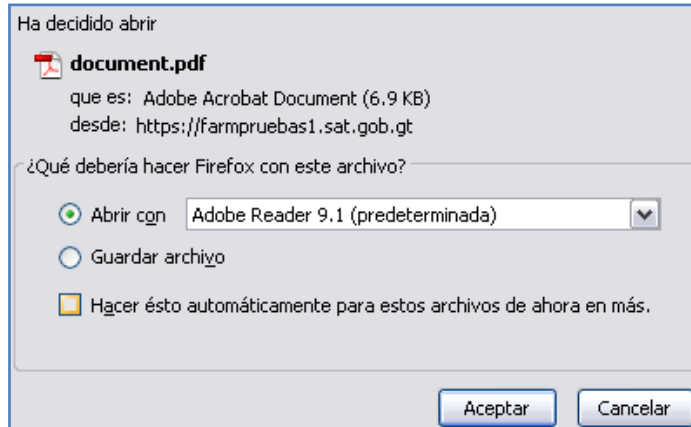 Ha decidido abrir
document.pdf
que es: Adobe Acrobat Document (6.9 KB)
desde: https://farmpruebas1.sat.gob.gt
¿Qué debería hacer Firefox con este archivo?
Abrir con Adobe Reader 9.1 (predeterminada)
Guardar archivo
Hacer ésto automáticamente para estos archivos de ahora en más.
Aceptar Cancelar